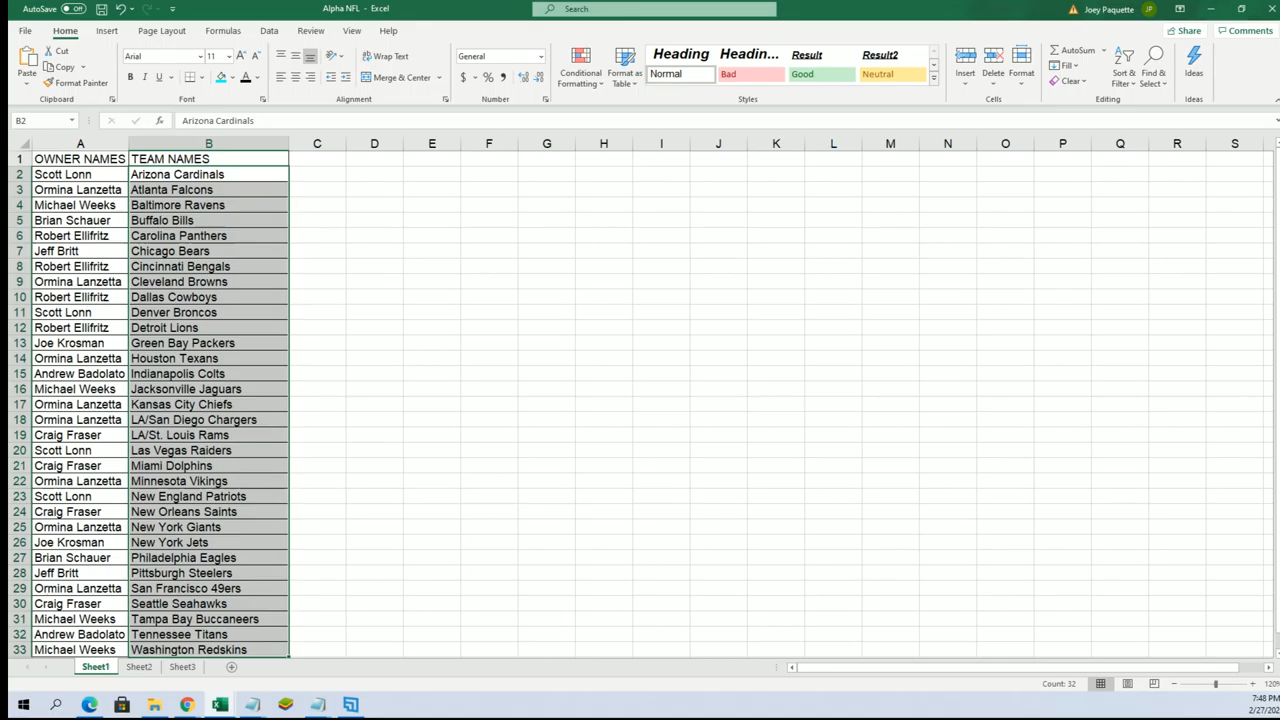 AutoSave Off Alpha NFL - Excel Search Joey Paquette JP
File Home Insert Page Layout Formulas Data Review View Help Share Comments
Paste Cut Copy Format Painter Clipboard
Arial 11 A A B I U A Font
Wrap Text Merge & Center Alignment
General $ % Number
Conditional Formatting Format as Table Heading Headin... Result Result2 Normal Bad Good Neutral Styles
Insert Delete Format Cells
AutoSum Fill Clear Sort & Filter Find & Select Editing
Ideas Ideas
B2 fx Arizona Cardinals
A B C D E F G H I J K L M N O P Q R S
1 OWNER NAMES TEAM NAMES
2 Scott Lonn Arizona Cardinals
3 Ormina Lanzetta Atlanta Falcons
4 Michael Weeks Baltimore Ravens
5 Brian Schauer Buffalo Bills
6 Robert Ellifritz Carolina Panthers
7 Jeff Britt Chicago Bears
8 Robert Ellifritz Cincinnati Bengals
9 Ormina Lanzetta Cleveland Browns
10 Robert Ellifritz Dallas Cowboys
11 Scott Lonn Denver Broncos
12 Robert Ellifritz Detroit Lions
13 Joe Krosman Green Bay Packers
14 Ormina Lanzetta Houston Texans
15 Andrew Badolato Indianapolis Colts
16 Michael Weeks Jacksonville Jaguars
17 Ormina Lanzetta Kansas City Chiefs
18 Ormina Lanzetta LA/San Diego Chargers
19 Craig Fraser LA/St. Louis Rams
20 Scott Lonn Las Vegas Raiders
21 Craig Fraser Miami Dolphins
22 Ormina Lanzetta Minnesota Vikings
23 Scott Lonn New England Patriots
24 Craig Fraser New Orleans Saints
25 Ormina Lanzetta New York Giants
26 Joe Krosman New York Jets
27 Brian Schauer Philadelphia Eagles
28 Jeff Britt Pittsburgh Steelers
29 Ormina Lanzetta San Francisco 49ers
30 Craig Fraser Seattle Seahawks
31 Michael Weeks Tampa Bay Buccaneers
32 Andrew Badolato Tennessee Titans
33 Michael Weeks Washington Redskins
Sheet1 Sheet2 Sheet3
Count: 32 120%
7:48 PM
2/27/202